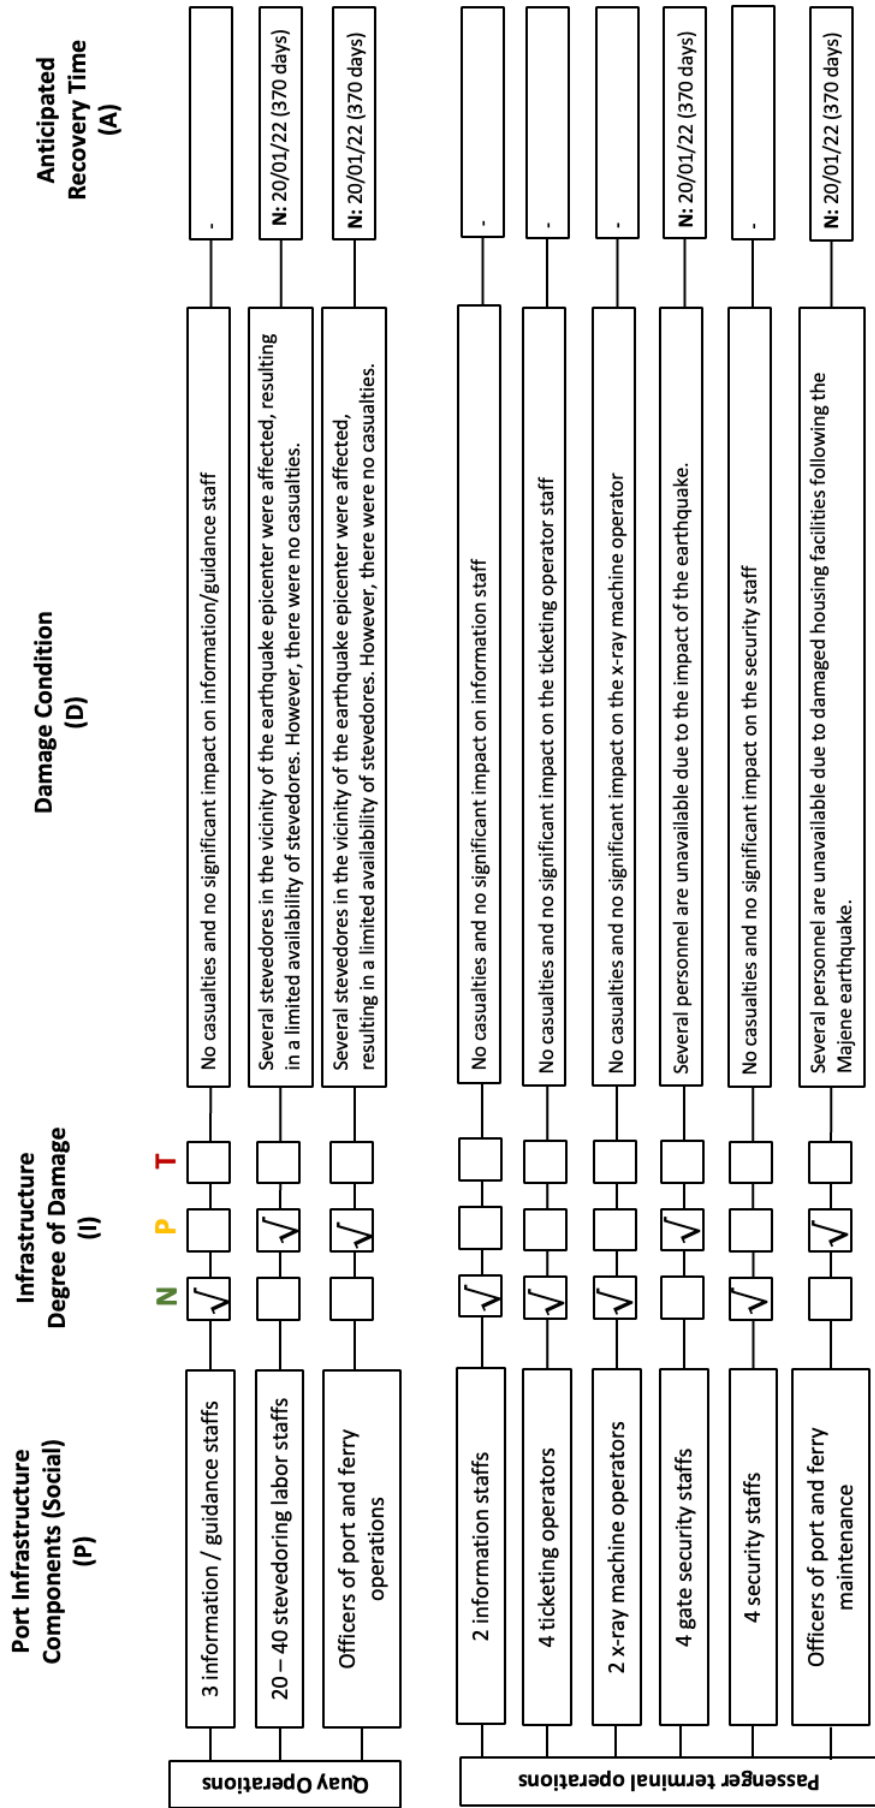 Port Infrastructure
Components (Social)
(P)
Infrastructure
Degree of Damage
(I)
Damage Condition
(D)
Anticipated
Recovery Time
(A)
N P T
Quay Operations
3 information / guidance staffs
√
No casualties and no significant impact on information/guidance staff
-
20 – 40 stevedoring labor staffs
√
Several stevedores in the vicinity of the earthquake epicenter were affected, resulting
in a limited availability of stevedores. However, there were no casualties.
N: 20/01/22 (370 days)
Officers of port and ferry
operations
√
Several stevedores in the vicinity of the earthquake epicenter were affected,
resulting in a limited availability of stevedores. However, there were no casualties.
N: 20/01/22 (370 days)
Passenger terminal operations
2 information staffs
√
No casualties and no significant impact on information staff
-
4 ticketing operators
√
No casualties and no significant impact on the ticketing operator staff
-
2 x-ray machine operators
√
No casualties and no significant impact on the x-ray machine operator
-
4 gate security staffs
√
Several personnel are unavailable due to the impact of the earthquake.
N: 20/01/22 (370 days)
4 security staffs
√
No casualties and no significant impact on the security staff
-
Officers of port and ferry
maintenance
√
Several personnel are unavailable due to damaged housing facilities following the
Majene earthquake.
N: 20/01/22 (370 days)